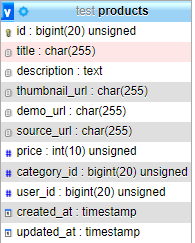 v test products
id : bigint(20) unsigned
title : char(255)
description : text
thumbnail_url : char(255)
demo_url : char(255)
source_url : char(255)
# price : int(10) unsigned
# category_id : bigint(20) unsigned
# user_id : bigint(20) unsigned
created_at : timestamp
updated_at : timestamp